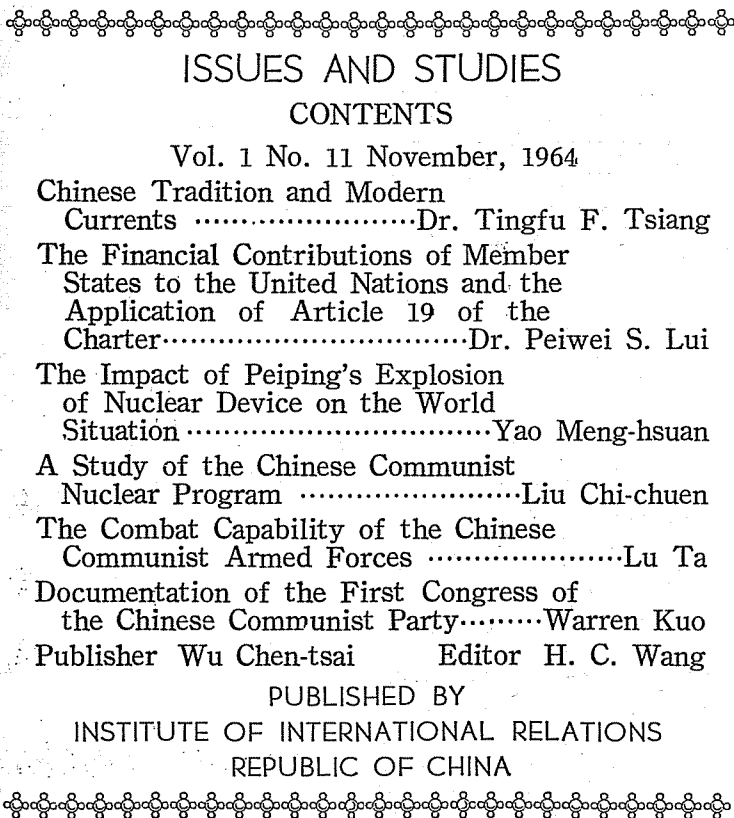 ISSUES AND STUDIES
CONTENTS
Vol. 1 No. 11 November, 1964
Chinese Tradition and Modern
Currents ························Dr. Tingfu F. Tsiang
The Financial Contributions of Member
States to the United Nations and the
Application of Article 19 of the
Charter·································Dr. Peiwei S. Lui
The Impact of Peiping's Explosion
of Nuclear Device on the World
Situation ·································Yao Meng-hsuan
A Study of the Chinese Communist
Nuclear Program ························Liu Chi-chuen
The Combat Capability of the Chinese
Communist Armed Forces ·····················Lu Ta
Documentation of the First Congress of
the Chinese Communist Party·········Warren Kuo
Publisher Wu Chen-tsai Editor H. C. Wang
PUBLISHED BY
INSTITUTE OF INTERNATIONAL RELATIONS
REPUBLIC OF CHINA